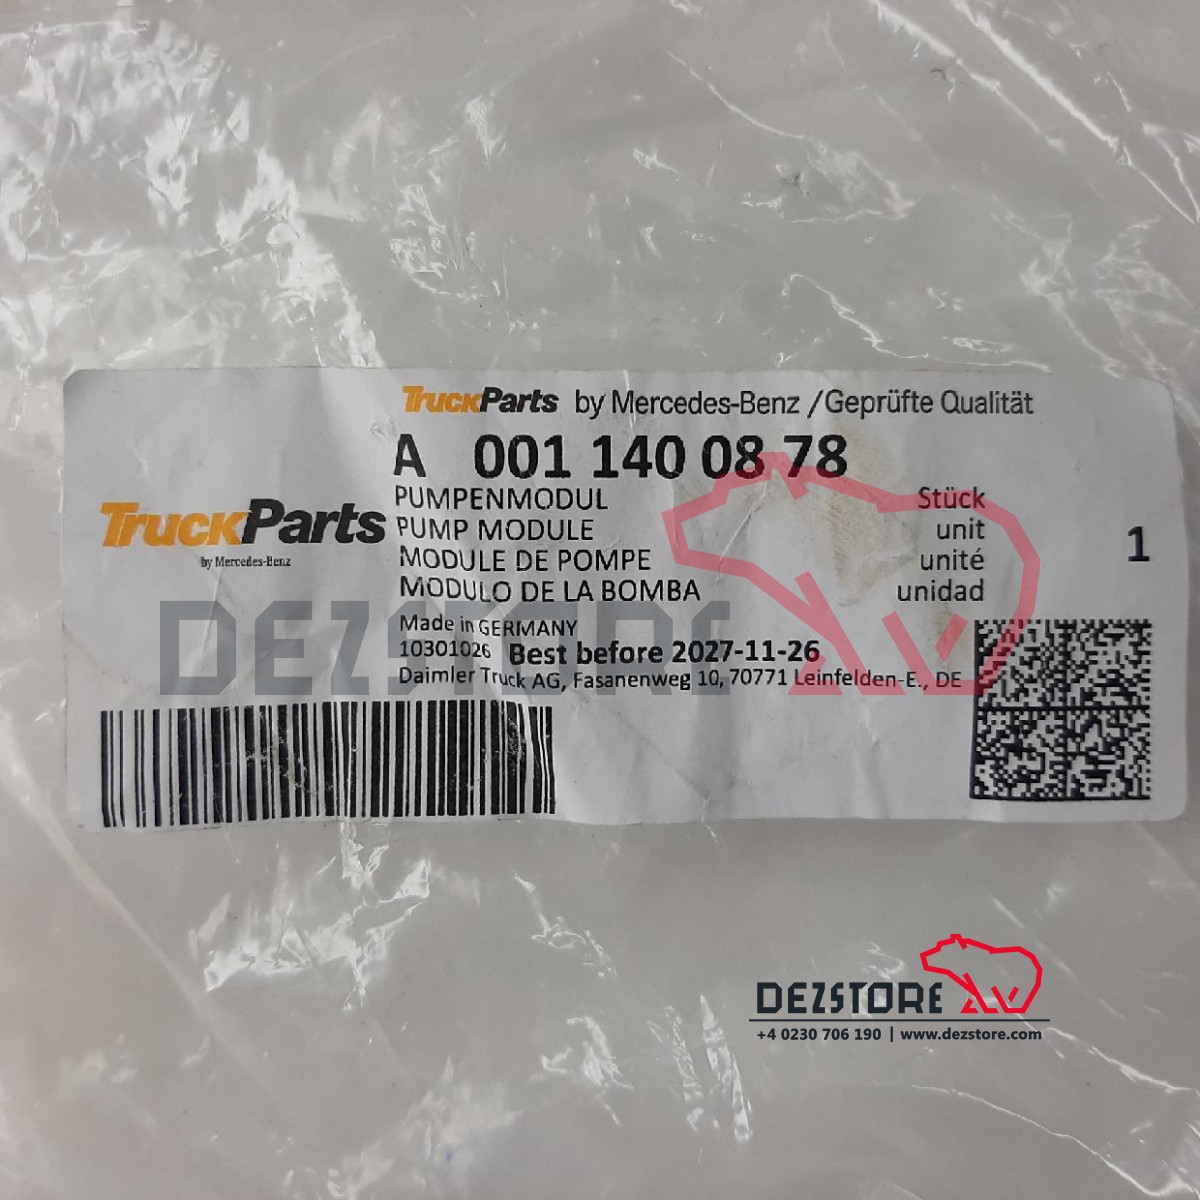 TruckParts by Mercedes-Benz /Geprüfte Qualität
A 001 140 08 78
PUMPENMODUL Stück
PUMP MODULE unit
MODULE DE POMPE unité
MODULO DE LA BOMBA unidad
1
TruckParts
by Mercedes-Benz
Made in GERMANY
10301026 Best before 2027-11-26
Daimler Truck AG, Fasanenweg 10, 70771 Leinfelden-E., DE
DEZSTORE
DEZSTORE
+4 0230 706 190 | www.dezstore.com